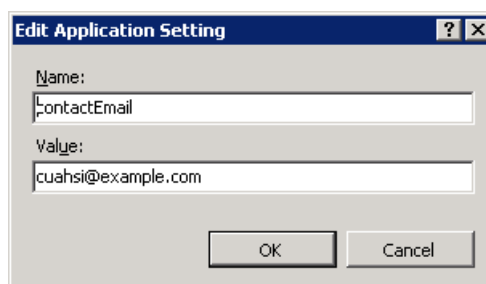 Edit Application Setting
Name:
contactEmail
Value:
cuahsi@example.com
OK Cancel